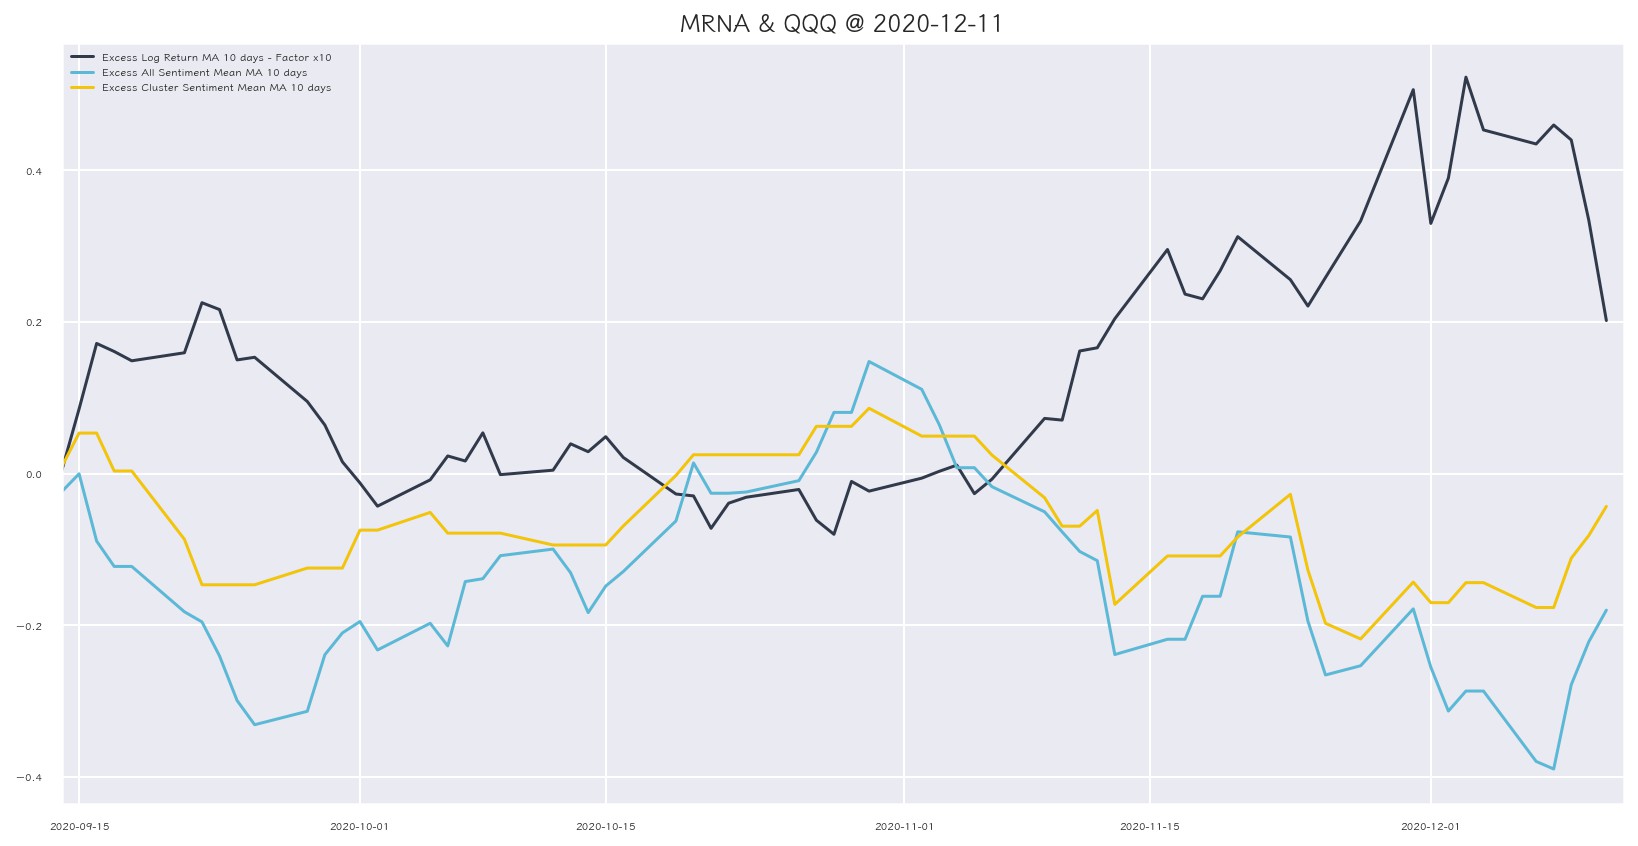 MRNA & QQQ @ 2020-12-11
Excess Log Return MA 10 days - Factor x10
Excess All Sentiment Mean MA 10 days
Excess Cluster Sentiment Mean MA 10 days
0.4
0.2
0.0
−0.2
−0.4
2020-09-15 2020-10-01 2020-10-15 2020-11-01 2020-11-15 2020-12-01